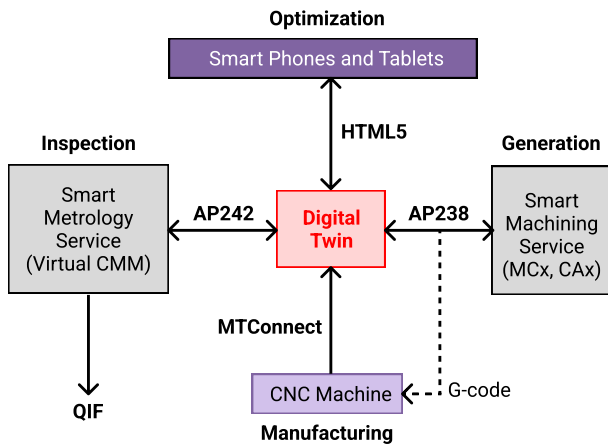 Optimization
Smart Phones and Tablets
HTML5
Inspection
Generation
Smart
Metrology
Service
(Virtual CMM)
AP242
Digital
Twin
AP238
Smart
Machining
Service
(MCx, CAx)
MTConnect
QIF
CNC Machine
G-code
Manufacturing